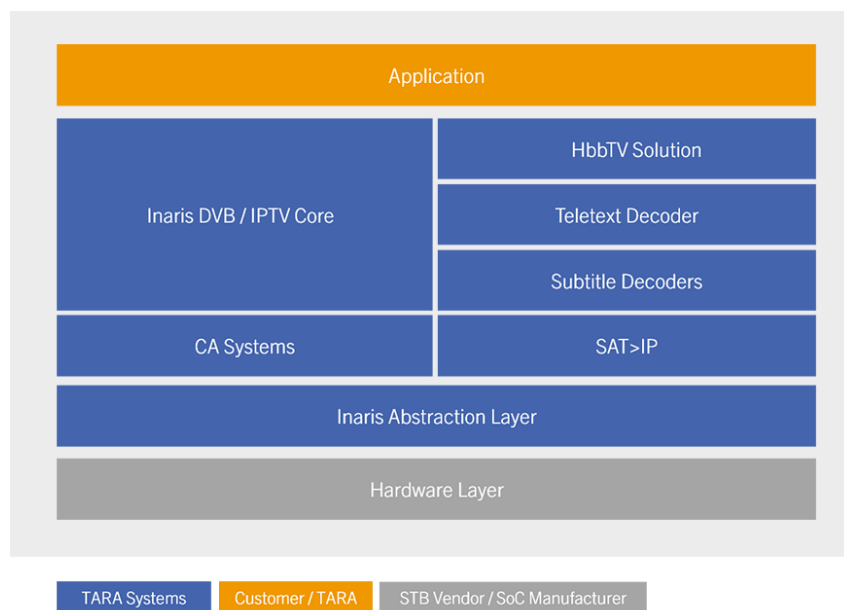 Application
Inaris DVB / IPTV Core
HbbTV Solution
Teletext Decoder
Subtitle Decoders
CA Systems
SAT>IP
Inaris Abstraction Layer
Hardware Layer
TARA Systems
Customer / TARA
STB Vendor / SoC Manufacturer